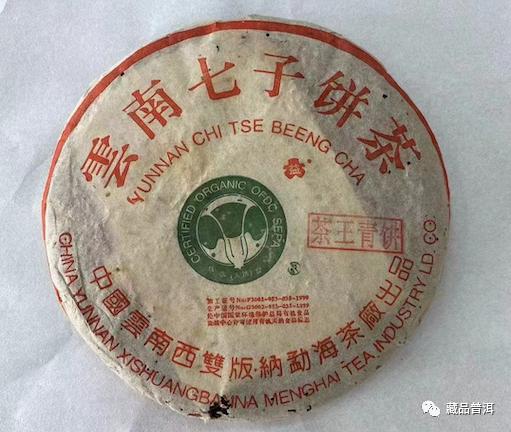 雲南七子饼茶
YUNNAN CHI TSE BEENG CHA
CERTIFIED ORGANIC OFDC SEPA
茶王青饼
中國雲南西雙版納勐海茶廠出品
CHINA YUNNAN XISHUANGBANNA MENGHAI TEA INDUSTRY LD. CO.
藏品普洱